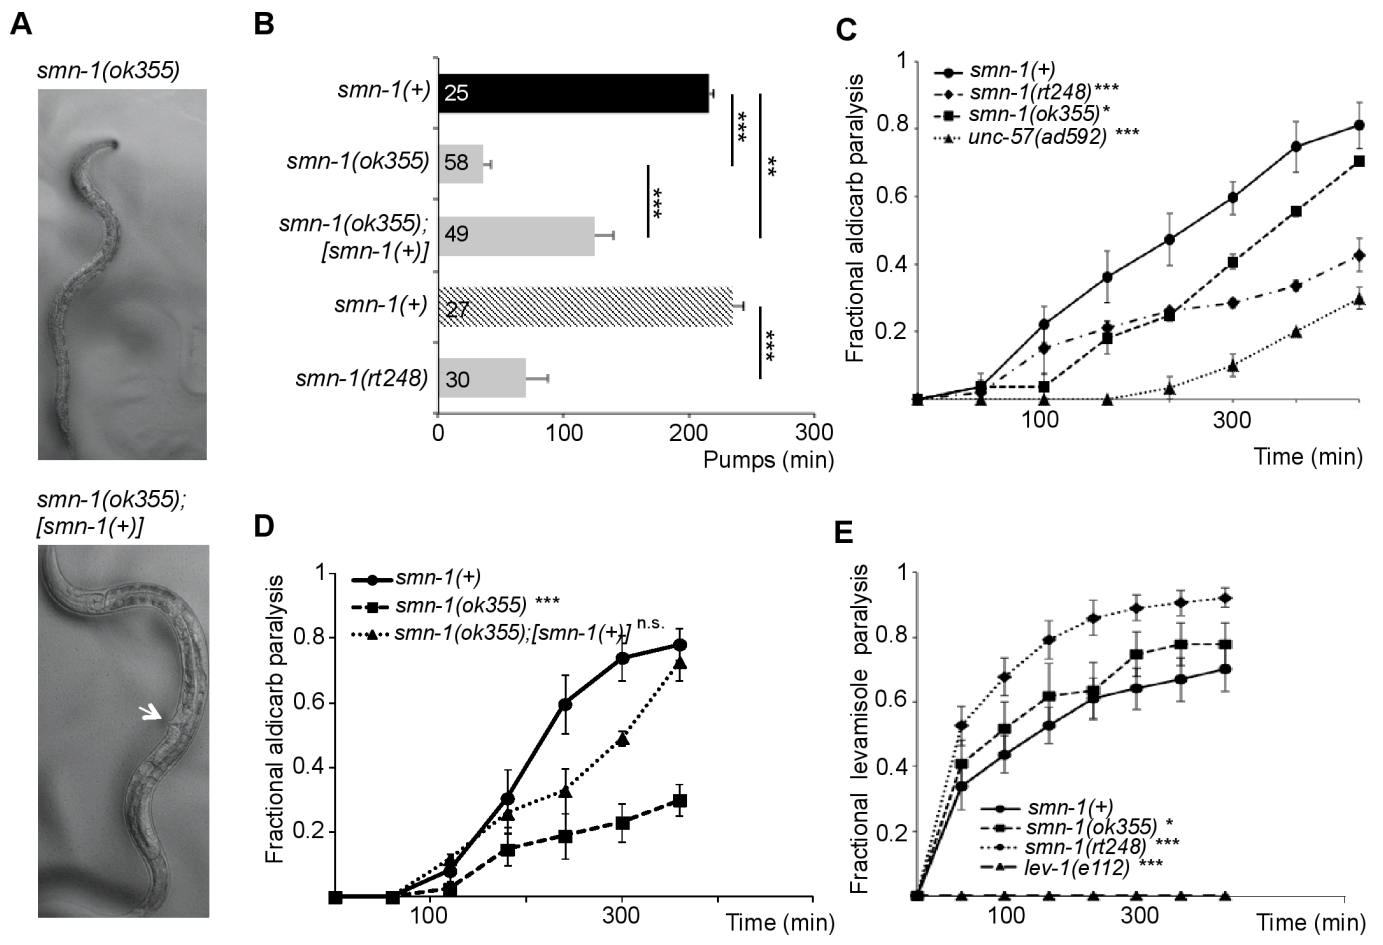 A
smn-1(ok355)
smn-1(ok355);
[smn-1(+)]
B
smn-1(+)
25
***
**
smn-1(ok355)
58
***
smn-1(ok355);
[smn-1(+)]
49
smn-1(+)
27
***
smn-1(rt248)
30
0
100
200
300
Pumps (min)
C
Fractional aldicarb paralysis
1
0.8
0.6
0.4
0.2
smn-1(+)
smn-1(rt248)***
smn-1(ok355)*
unc-57(ad592) ***
100
300
Time (min)
D
Fractional aldicarb paralysis
1
0.8
0.6
0.4
0.2
smn-1(+)
smn-1(ok355) ***
smn-1(ok355);[smn-1(+)] n.s.
100
300
Time (min)
E
Fractional levamisole paralysis
1
0.8
0.6
0.4
0.2
smn-1(+)
smn-1(ok355) *
smn-1(rt248) ***
lev-1(e112) ***
100
300
Time (min)